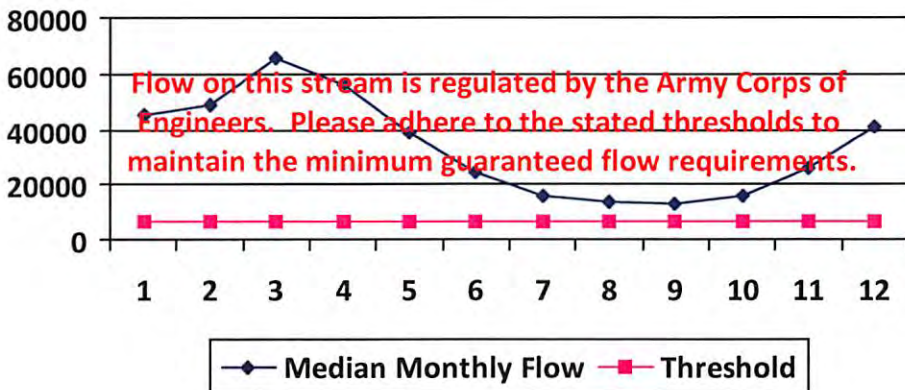 80000
60000
40000
20000
0
Flow on this stream is regulated by the Army Corps of
Engineers. Please adhere to the stated thresholds to
maintain the minimum guaranteed flow requirements.
1 2 3 4 5 6 7 8 9 10 11 12
Median Monthly Flow Threshold